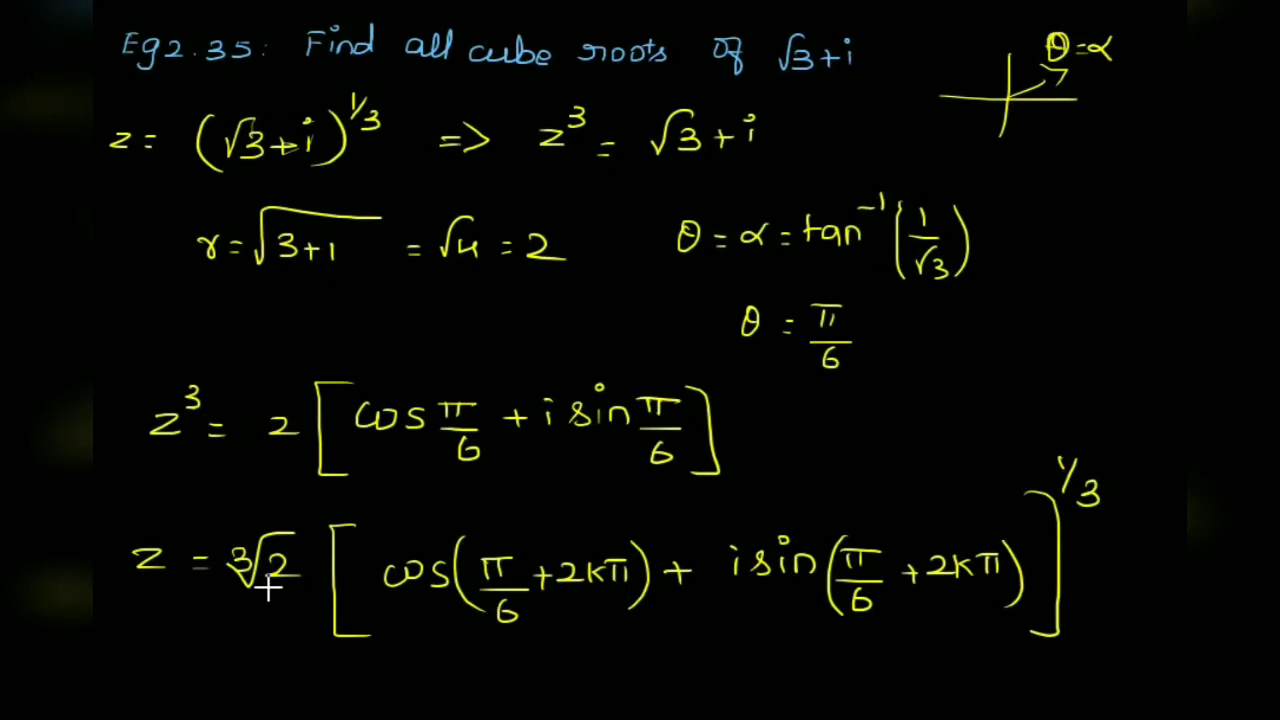 Eg 2.35: Find all cube roots of √3+i
θ=α
z = (√3+i)^1/3 => z³ = √3+i
r = √3+1 = √4 = 2 θ = α = tan⁻¹(1/√3)
θ = π/6
z³ = 2 [cos π/6 + i sin π/6]
z = ∛2 [cos(π/6 +2kπ) + i sin(π/6 +2kπ)]^1/3